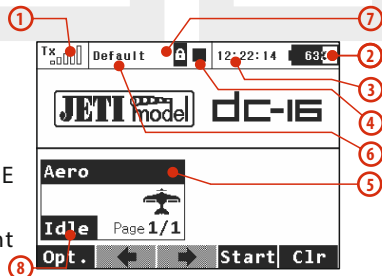 1
7
Tx Default 12:22:14 63%
2
3
4
JETI model dc-16
6
E
Aero
5
Idle Page 1/1
nt
8
Opt. Start Clr